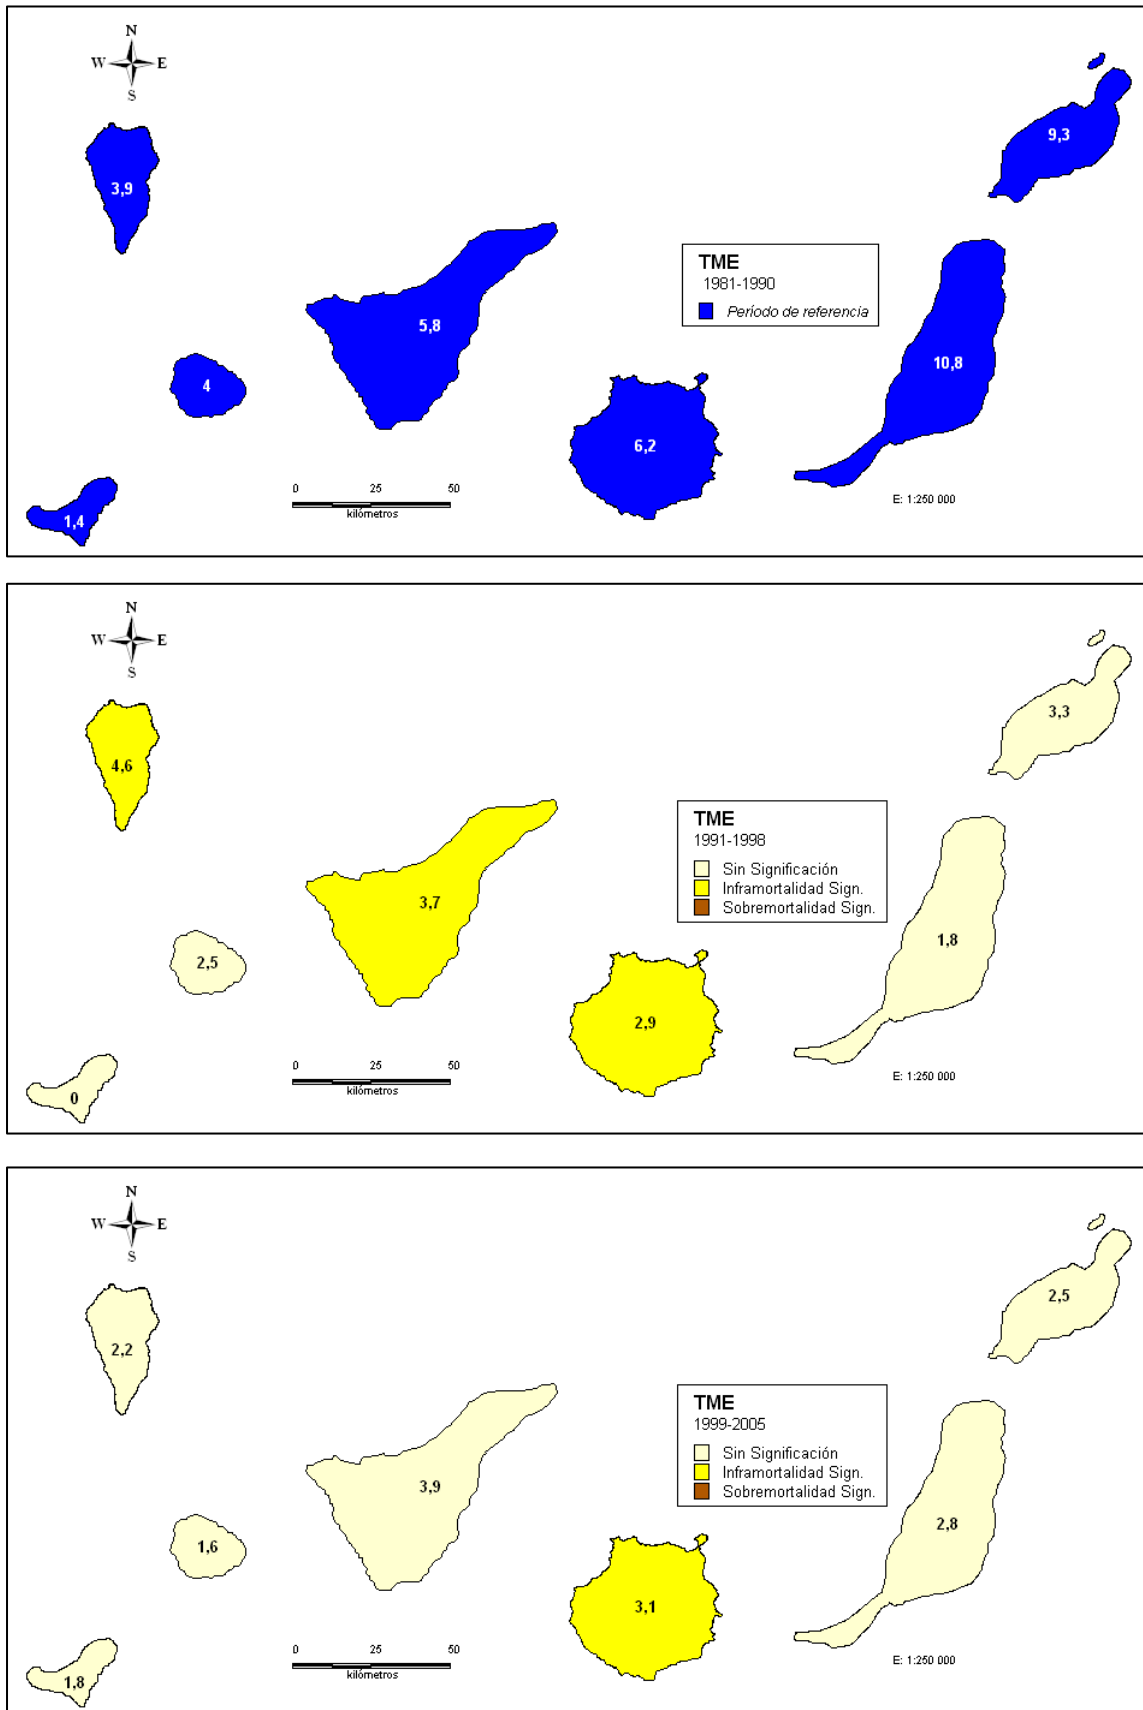 N
W E
S
9,3
3,9
TME
1981-1990
Período de referencia
5,8
10,8
4
6,2
0 25 50
kilómetros
E: 1:250 000
1,4
N
W E
S
3,3
4,6
TME
1991-1998
Sin Significación
Inframortalidad Sign.
Sobremortalidad Sign.
3,7
1,8
2,5
2,9
0 25 50
kilómetros
E: 1:250 000
0
N
W E
S
2,5
2,2
TME
1999-2005
Sin Significación
Inframortalidad Sign.
Sobremortalidad Sign.
3,9
2,8
1,6
3,1
0 25 50
kilómetros
E: 1:250 000
1,8